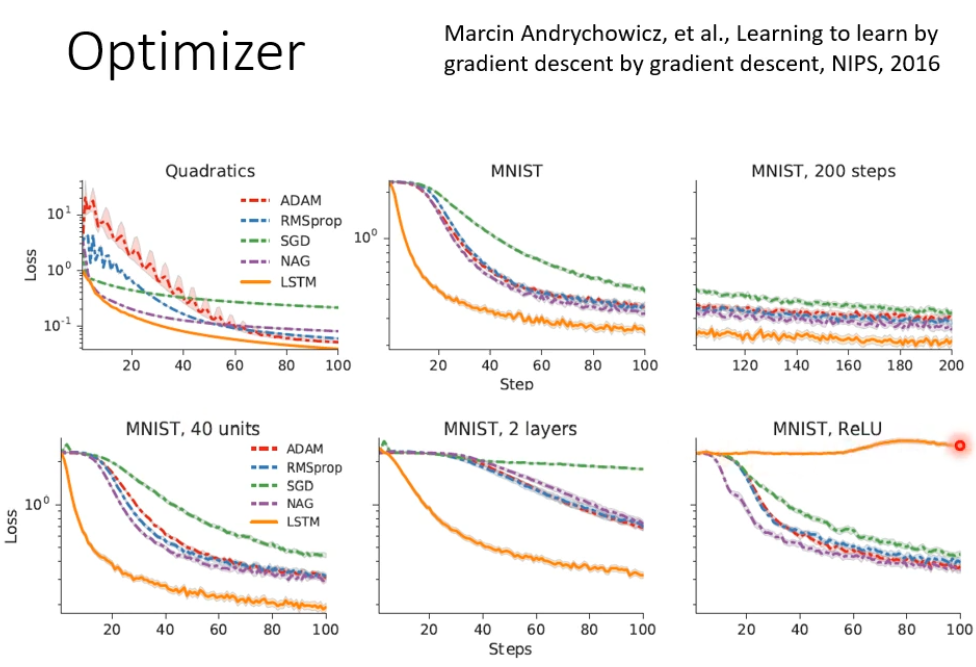 Optimizer
Marcin Andrychowicz, et al., Learning to learn by
gradient descent by gradient descent, NIPS, 2016
Quadratics
MNIST
MNIST, 200 steps
Loss
10¹
10⁰
10⁻¹
ADAM
RMSprop
SGD
NAG
LSTM
20 40 60 80 100
10⁰
20 40 60 80 100
Step
120 140 160 180 200
MNIST, 40 units
MNIST, 2 layers
MNIST, ReLU
Loss
10⁰
ADAM
RMSprop
SGD
NAG
LSTM
20 40 60 80 100
20 40 60 80 100
Steps
20 40 60 80 100